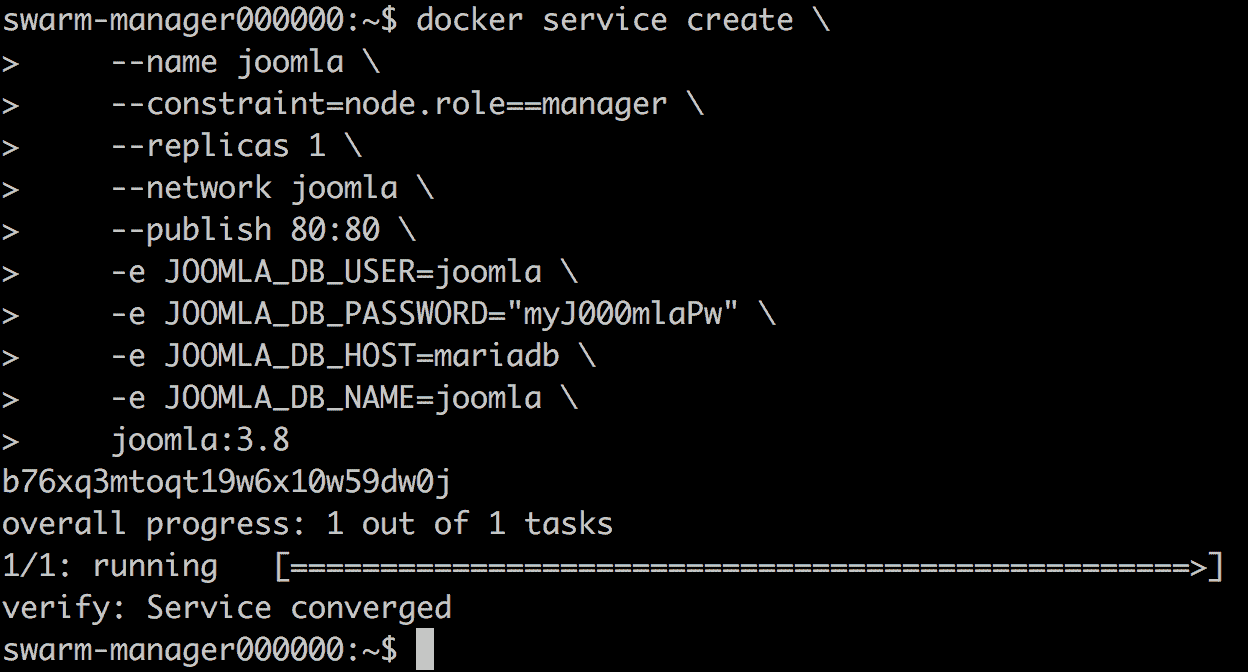 swarm-manager000000:~$ docker service create \
>     --name joomla \
>     --constraint=node.role==manager \
>     --replicas 1 \
>     --network joomla \
>     --publish 80:80 \
>     -e JOOMLA_DB_USER=joomla \
>     -e JOOMLA_DB_PASSWORD="myJ000mlaPw" \
>     -e JOOMLA_DB_HOST=mariadb \
>     -e JOOMLA_DB_NAME=joomla \
>     joomla:3.8
b76xq3mtoqt19w6x10w59dw0j
overall progress: 1 out of 1 tasks
1/1: running   [==================================================>]
verify: Service converged
swarm-manager000000:~$